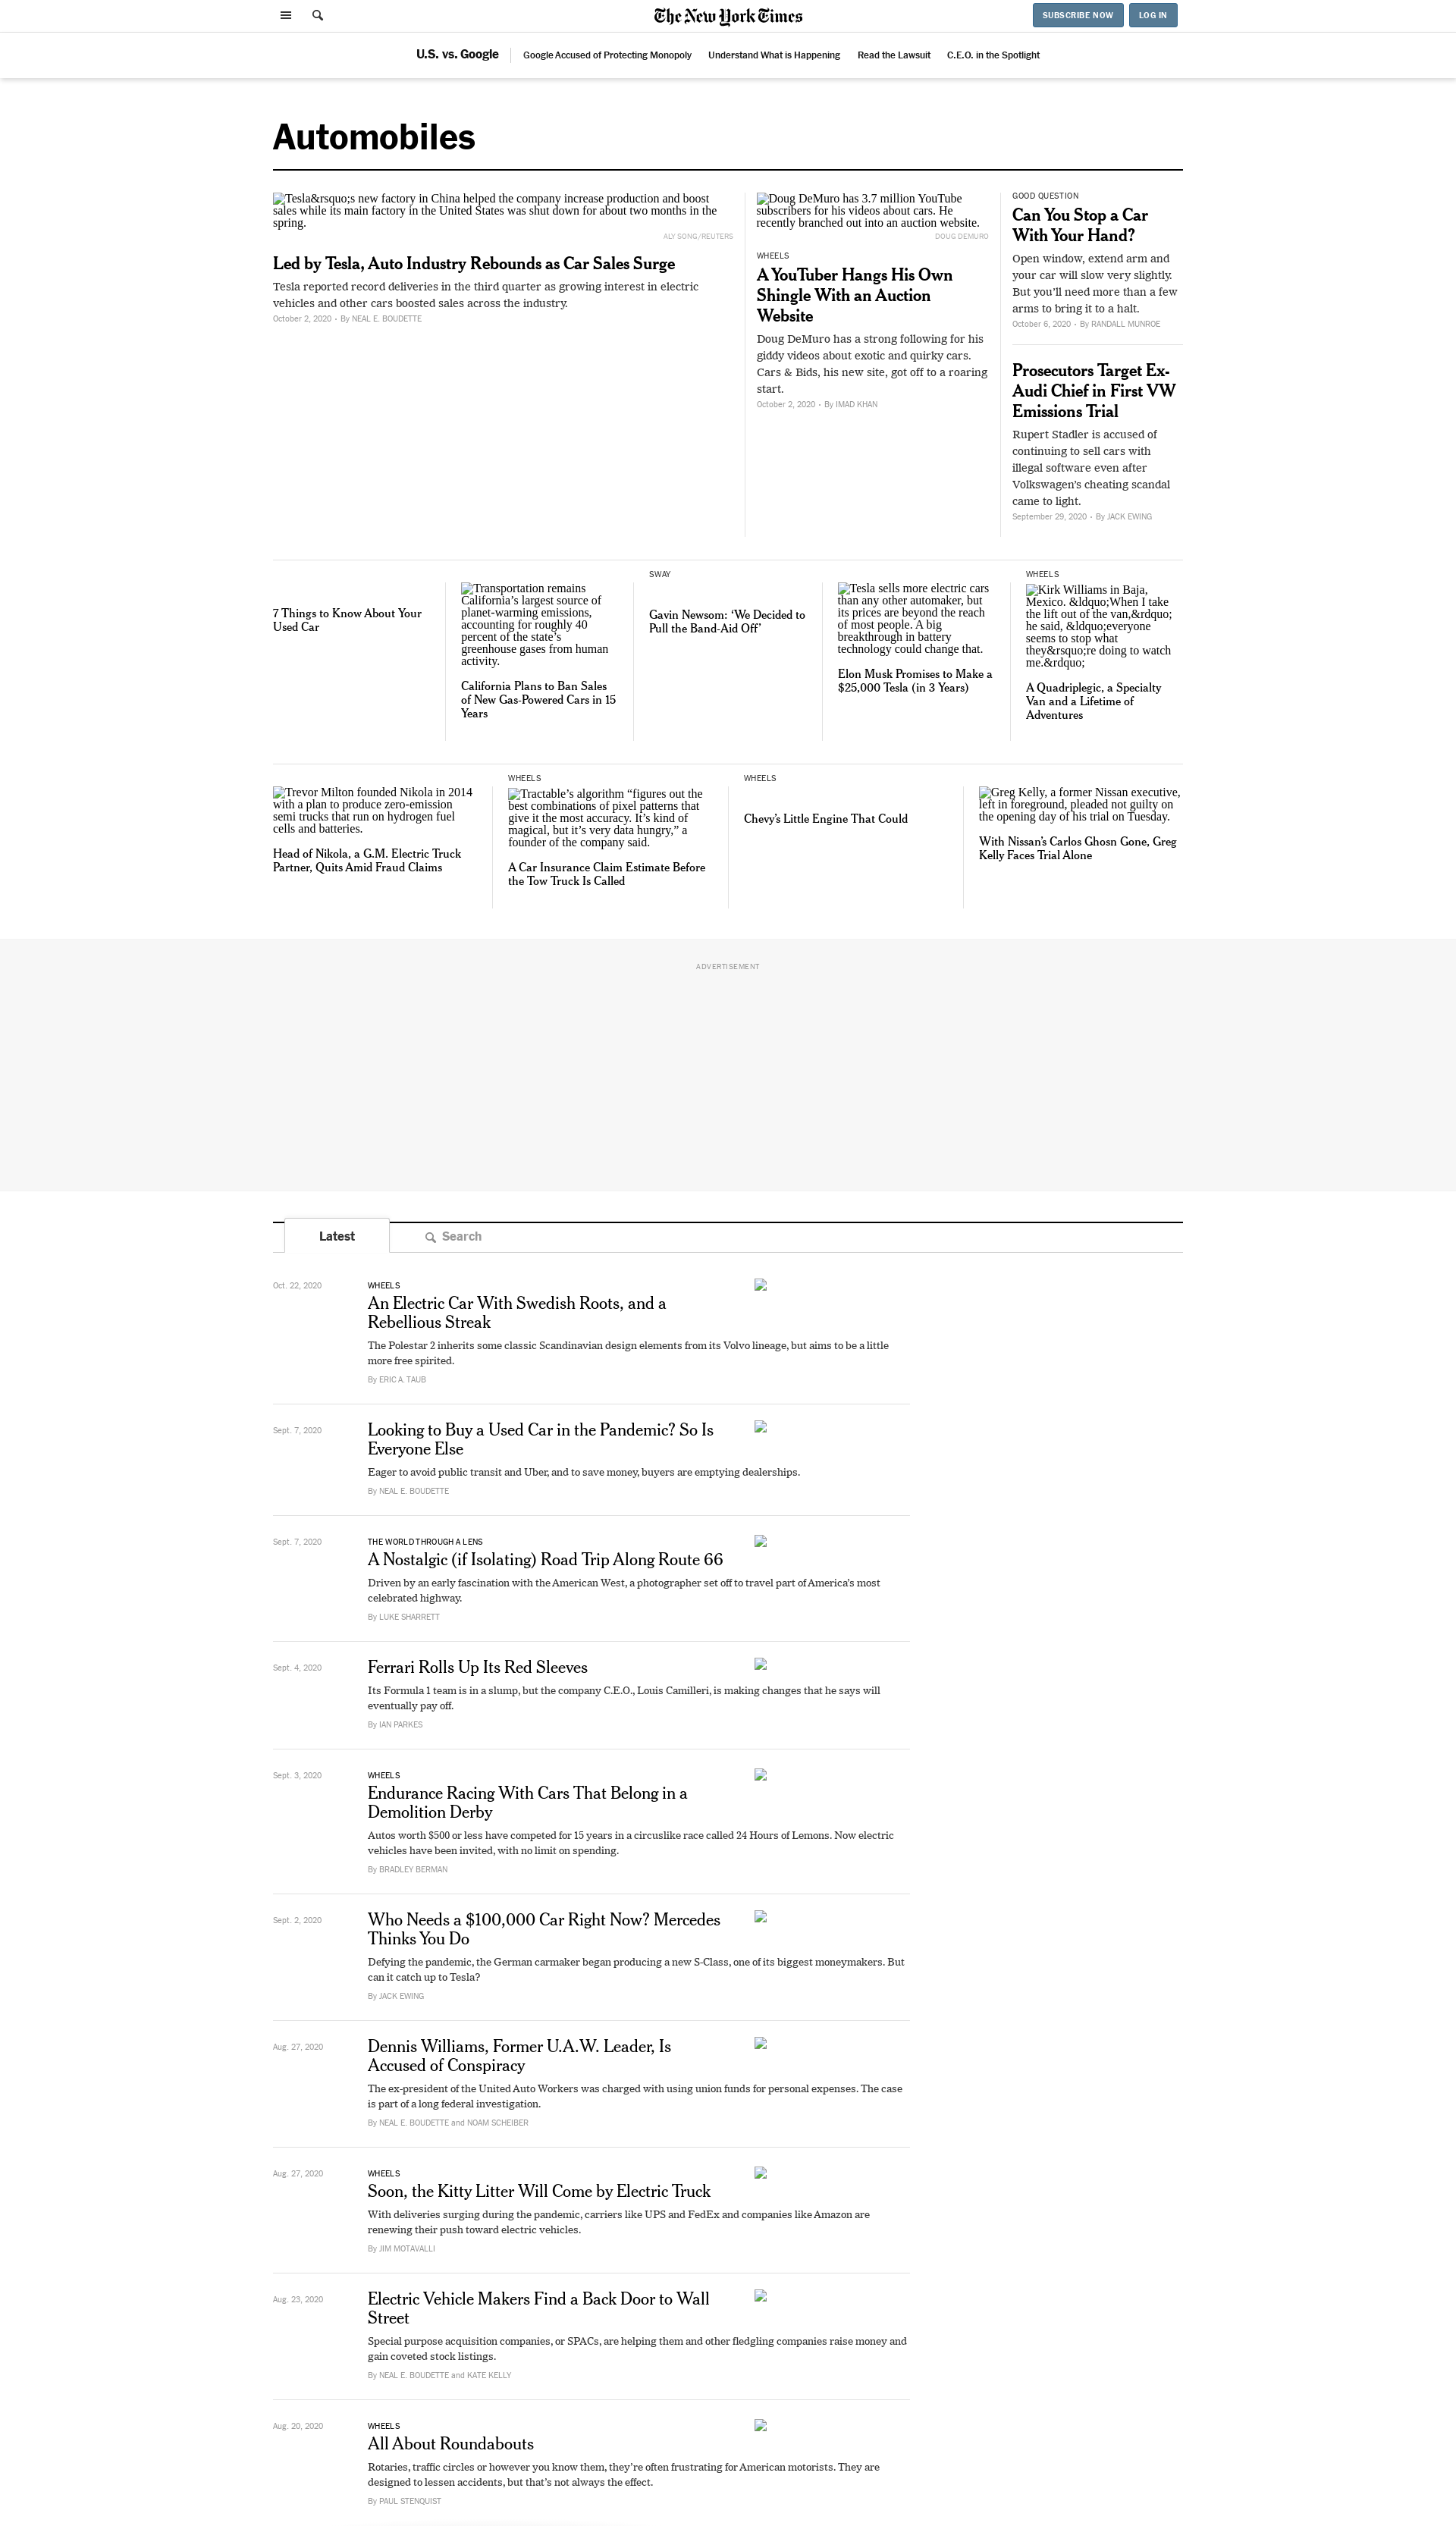 The New York Times
SUBSCRIBE NOW
LOG IN
U.S. vs. Google
Google Accused of Protecting Monopoly
Understand What is Happening
Read the Lawsuit
C.E.O. in the Spotlight
Automobiles
Tesla&rsquo;s new factory in China helped the company increase production and boost
sales while its main factory in the United States was shut down for about two months in the
spring.
ALY SONG/REUTERS
Led by Tesla, Auto Industry Rebounds as Car Sales Surge
Tesla reported record deliveries in the third quarter as growing interest in electric
vehicles and other cars boosted sales across the industry.
October 2, 2020 • By NEAL E. BOUDETTE
Doug DeMuro has 3.7 million YouTube
subscribers for his videos about cars. He
recently branched out into an auction website.
DOUG DEMURO
WHEELS
A YouTuber Hangs His Own
Shingle With an Auction
Website
Doug DeMuro has a strong following for his
giddy videos about exotic and quirky cars.
Cars & Bids, his new site, got off to a roaring
start.
October 2, 2020 • By IMAD KHAN
GOOD QUESTION
Can You Stop a Car
With Your Hand?
Open window, extend arm and
your car will slow very slightly.
But you’ll need more than a few
arms to bring it to a halt.
October 6, 2020 • By RANDALL MUNROE
Prosecutors Target Ex-
Audi Chief in First VW
Emissions Trial
Rupert Stadler is accused of
continuing to sell cars with
illegal software even after
Volkswagen’s cheating scandal
came to light.
September 29, 2020 • By JACK EWING
7 Things to Know About Your
Used Car
Transportation remains
California’s largest source of
planet-warming emissions,
accounting for roughly 40
percent of the state’s
greenhouse gases from human
activity.
California Plans to Ban Sales
of New Gas-Powered Cars in 15
Years
SWAY
Gavin Newsom: ‘We Decided to
Pull the Band-Aid Off’
Tesla sells more electric cars
than any other automaker, but
its prices are beyond the reach
of most people. A big
breakthrough in battery
technology could change that.
Elon Musk Promises to Make a
$25,000 Tesla (in 3 Years)
WHEELS
Kirk Williams in Baja,
Mexico. &ldquo;When I take
the lift out of the van,&rdquo;
he said, &ldquo;everyone
seems to stop what
they&rsquo;re doing to watch
me.&rdquo;
A Quadriplegic, a Specialty
Van and a Lifetime of
Adventures
Trevor Milton founded Nikola in 2014
with a plan to produce zero-emission
semi trucks that run on hydrogen fuel
cells and batteries.
Head of Nikola, a G.M. Electric Truck
Partner, Quits Amid Fraud Claims
WHEELS
Tractable’s algorithm “figures out the
best combinations of pixel patterns that
give it the most accuracy. It’s kind of
magical, but it’s very data hungry,” a
founder of the company said.
A Car Insurance Claim Estimate Before
the Tow Truck Is Called
WHEELS
Chevy’s Little Engine That Could
Greg Kelly, a former Nissan executive,
left in foreground, pleaded not guilty on
the opening day of his trial on Tuesday.
With Nissan’s Carlos Ghosn Gone, Greg
Kelly Faces Trial Alone
ADVERTISEMENT
Latest
Search
Oct. 22, 2020
WHEELS
An Electric Car With Swedish Roots, and a
Rebellious Streak
The Polestar 2 inherits some classic Scandinavian design elements from its Volvo lineage, but aims to be a little
more free spirited.
By ERIC A. TAUB
Sept. 7, 2020
Looking to Buy a Used Car in the Pandemic? So Is
Everyone Else
Eager to avoid public transit and Uber, and to save money, buyers are emptying dealerships.
By NEAL E. BOUDETTE
Sept. 7, 2020
THE WORLD THROUGH A LENS
A Nostalgic (if Isolating) Road Trip Along Route 66
Driven by an early fascination with the American West, a photographer set off to travel part of America’s most
celebrated highway.
By LUKE SHARRETT
Sept. 4, 2020
Ferrari Rolls Up Its Red Sleeves
Its Formula 1 team is in a slump, but the company C.E.O., Louis Camilleri, is making changes that he says will
eventually pay off.
By IAN PARKES
Sept. 3, 2020
WHEELS
Endurance Racing With Cars That Belong in a
Demolition Derby
Autos worth $500 or less have competed for 15 years in a circuslike race called 24 Hours of Lemons. Now electric
vehicles have been invited, with no limit on spending.
By BRADLEY BERMAN
Sept. 2, 2020
Who Needs a $100,000 Car Right Now? Mercedes
Thinks You Do
Defying the pandemic, the German carmaker began producing a new S-Class, one of its biggest moneymakers. But
can it catch up to Tesla?
By JACK EWING
Aug. 27, 2020
Dennis Williams, Former U.A.W. Leader, Is
Accused of Conspiracy
The ex-president of the United Auto Workers was charged with using union funds for personal expenses. The case
is part of a long federal investigation.
By NEAL E. BOUDETTE and NOAM SCHEIBER
Aug. 27, 2020
WHEELS
Soon, the Kitty Litter Will Come by Electric Truck
With deliveries surging during the pandemic, carriers like UPS and FedEx and companies like Amazon are
renewing their push toward electric vehicles.
By JIM MOTAVALLI
Aug. 23, 2020
Electric Vehicle Makers Find a Back Door to Wall
Street
Special purpose acquisition companies, or SPACs, are helping them and other fledgling companies raise money and
gain coveted stock listings.
By NEAL E. BOUDETTE and KATE KELLY
Aug. 20, 2020
WHEELS
All About Roundabouts
Rotaries, traffic circles or however you know them, they’re often frustrating for American motorists. They are
designed to lessen accidents, but that’s not always the effect.
By PAUL STENQUIST